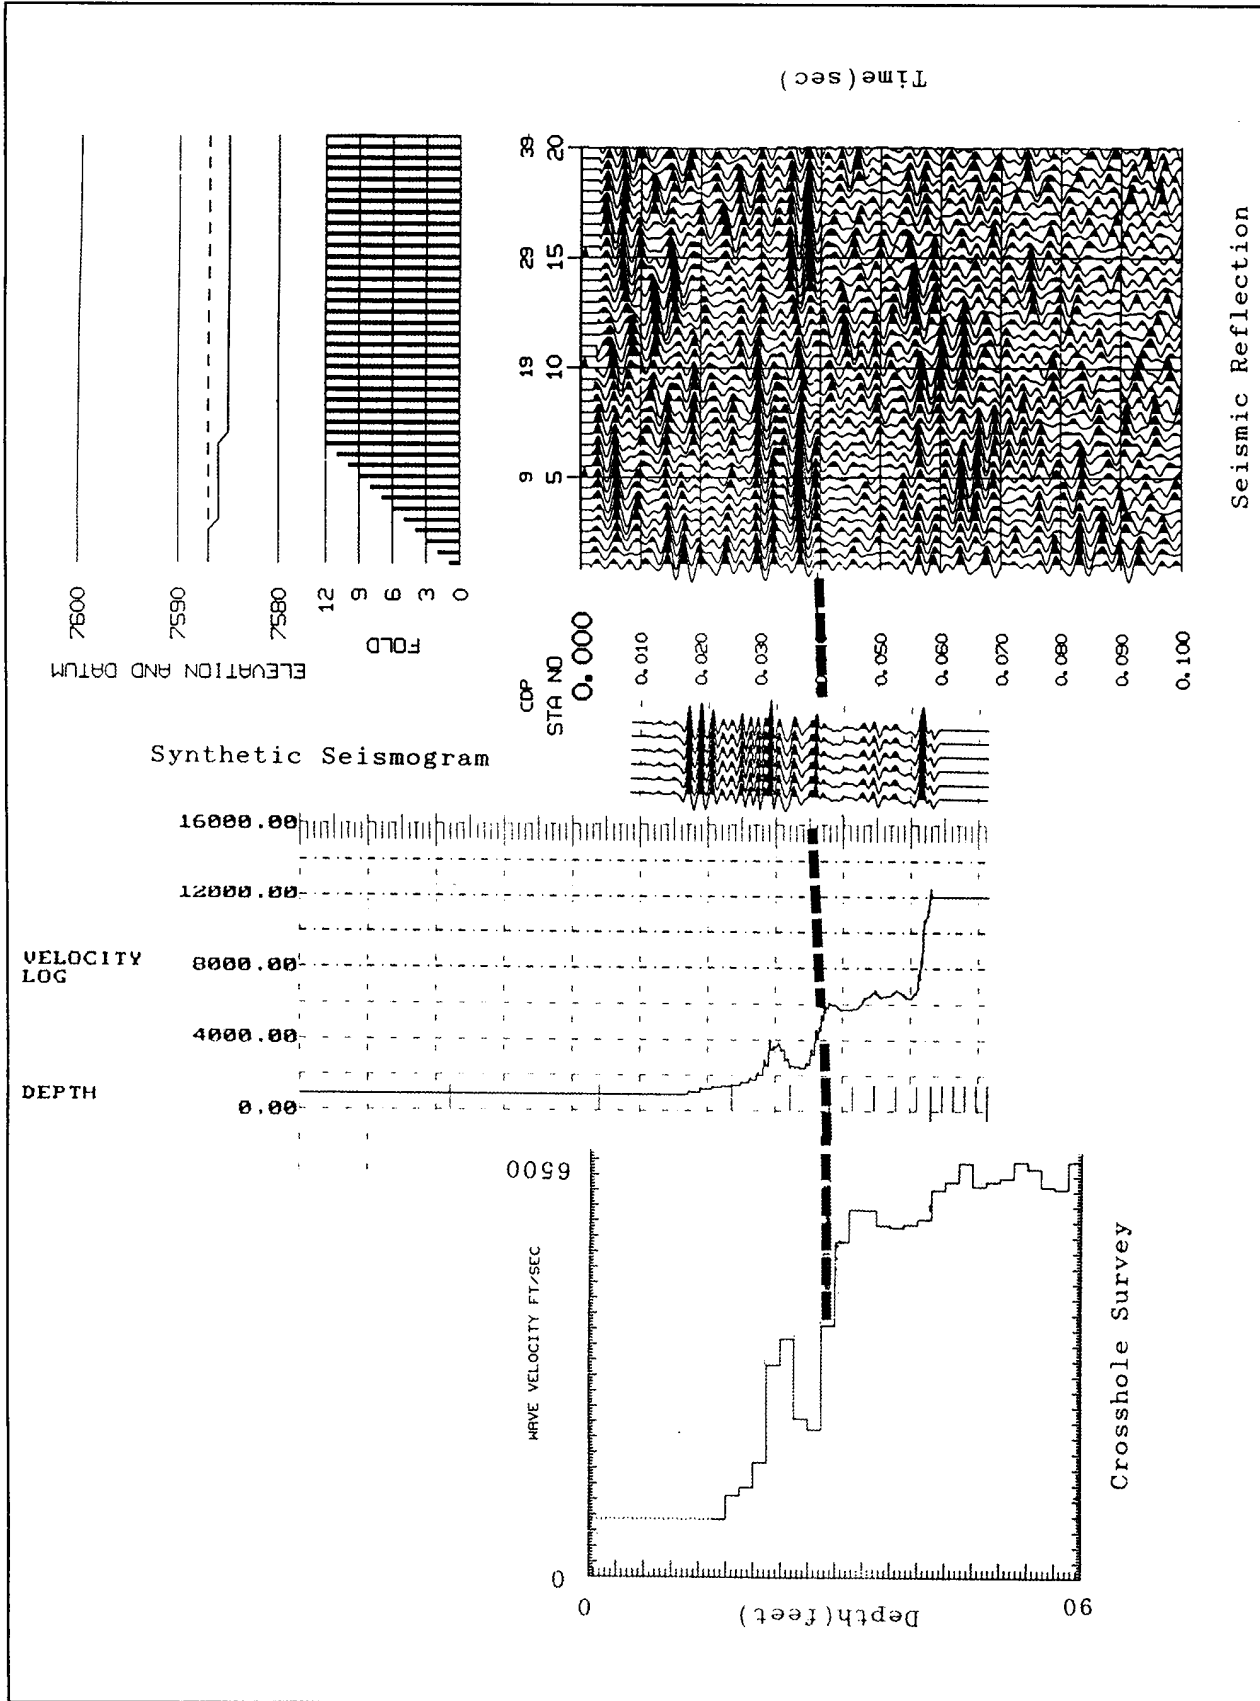 Time(sec)
7600
7590
7580
ELEVATION AND DATUM
12
9
6
3
0
FOLD
CDP
9
19
29
39
STA NO
5
10
15
20
0.000
0.010
0.020
0.030
0.050
0.060
0.070
0.080
0.090
0.100
Seismic Reflection
Synthetic Seismogram
16000.00
12000.00
VELOCITY
LOG
8000.00
4000.00
DEPTH
0.00
6500
WAVE VELOCITY FT/SEC
0
0
Depth(feet)
90
Crosshole Survey